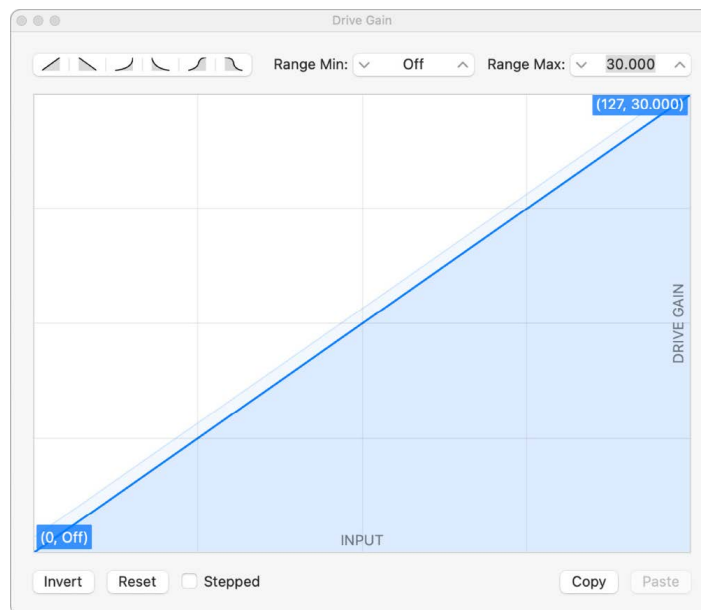 Drive Gain
Range Min: Off Range Max: 30.000
(127, 30.000)
DRIVE GAIN
(0, Off)
INPUT
Invert Reset Stepped Copy Paste